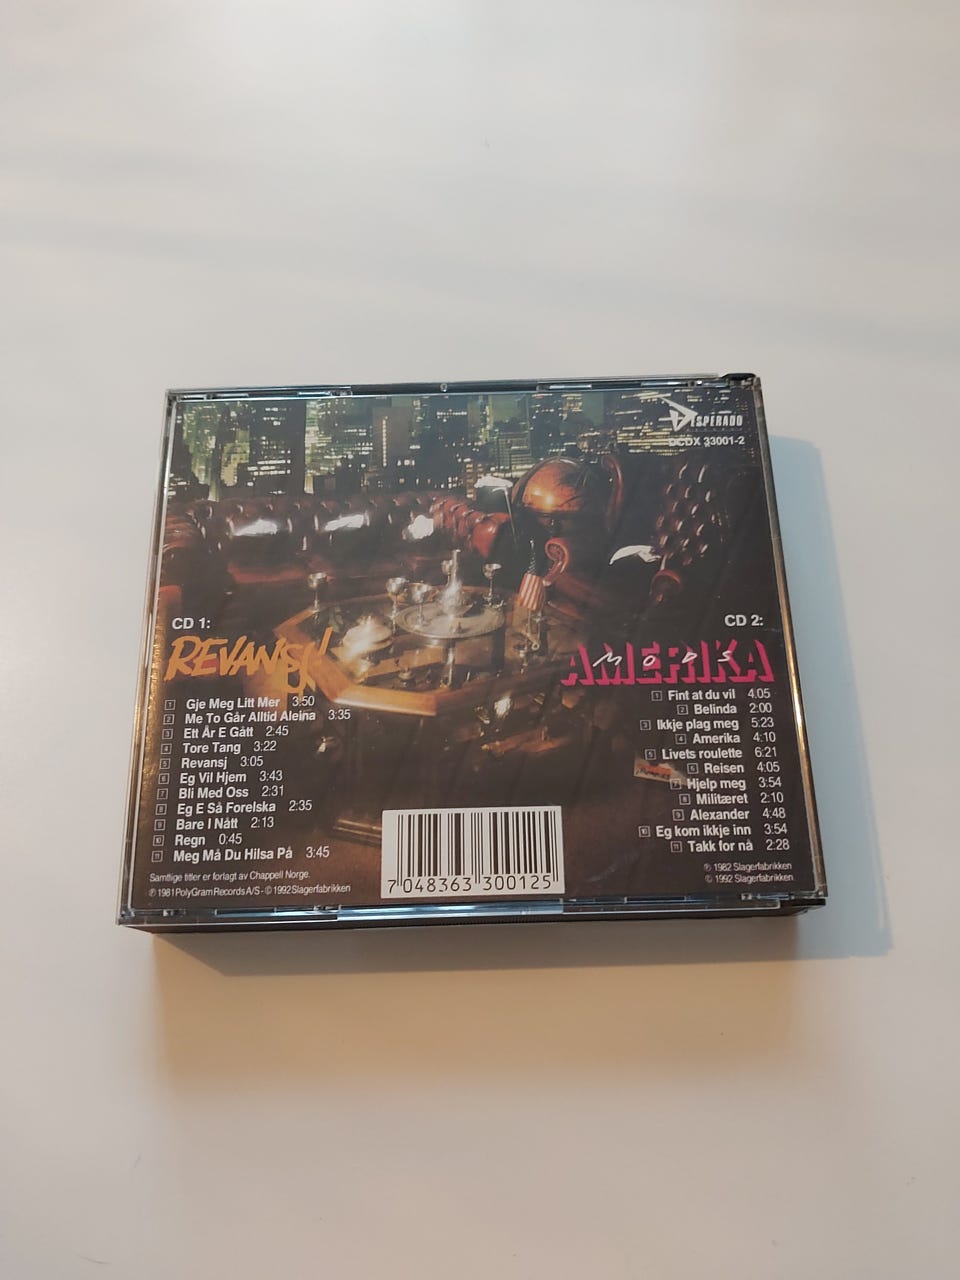 DESPERADO
DCDX 33001-2
CD 1:
REVANSJ!
1 Gje Meg Litt Mer 3:50
2 Me To Går Alltid Aleina 3:35
3 Ett År E Gått 2:45
4 Tore Tang 3:22
5 Revansj 3:05
6 Eg Vil Hjem 3:43
7 Bli Med Oss 2:31
8 Eg E Så Forelska 2:35
9 Bare I Nått 2:13
10 Regn 0:45
11 Meg Må Du Hilsa På 3:45
Samtlige titler er forlagt av Chappell Norge.
℗ 1981 PolyGram Records A/S - © 1992 Slagerfabrikken
7 048363 300125
CD 2:
AMERIKA
MODS
1 Fint at du vil 4.05
2 Belinda 2:00
3 Ikkje plag meg 5:23
4 Amerika 4:10
5 Livets roulette 6:21
6 Reisen 4:05
7 Hjelp meg 3:54
8 Militæret 2:10
9 Alexander 4:48
10 Eg kom ikkje inn 3:54
11 Takk for nå 2:28
℗ 1982 Slagerfabrikken
© 1992 Slagerfabrikken